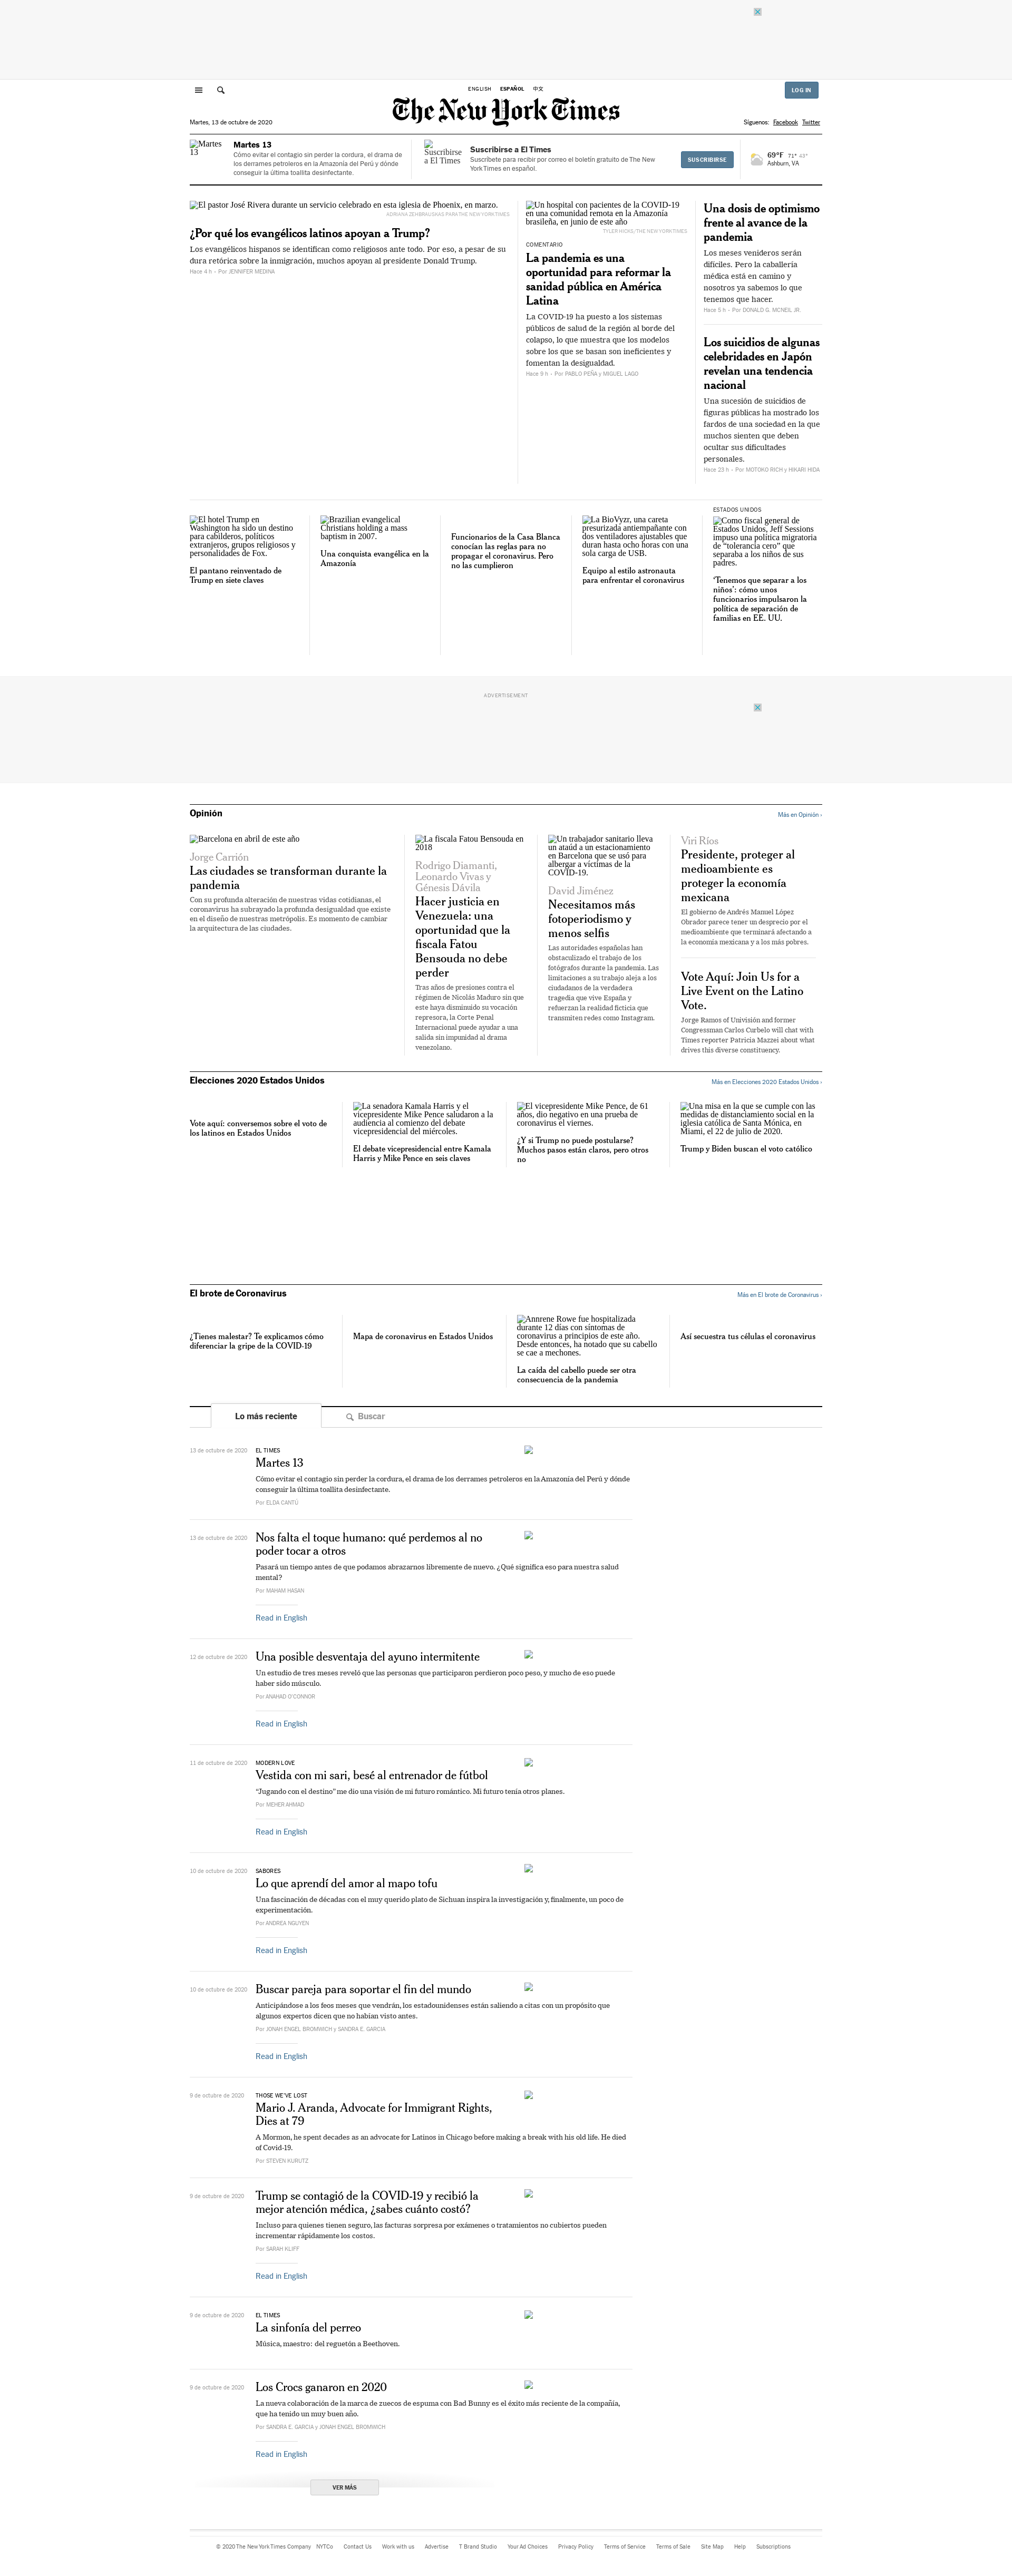 ENGLISH ESPAÑOL 中文
LOG IN
The New York Times
Martes, 13 de octubre de 2020
Síguenos: Facebook Twitter
Martes 13
Martes 13
Cómo evitar el contagio sin perder la cordura, el drama de
los derrames petroleros en la Amazonía del Perú y dónde
conseguir la última toallita desinfectante.
Suscribirse
a El Times
Suscribirse a El Times
Suscríbete para recibir por correo el boletín gratuito de The New
York Times en español.
SUSCRIBIRSE
69°F 71° 43°
Ashburn, VA
El pastor José Rivera durante un servicio celebrado en esta iglesia de Phoenix, en marzo.
ADRIANA ZEHBRAUSKAS PARA THE NEW YORK TIMES
¿Por qué los evangélicos latinos apoyan a Trump?
Los evangélicos hispanos se identifican como religiosos ante todo. Por eso, a pesar de su
dura retórica sobre la inmigración, muchos apoyan al presidente Donald Trump.
Hace 4 h - Por JENNIFER MEDINA
Un hospital con pacientes de la COVID-19
en una comunidad remota en la Amazonía
brasileña, en junio de este año
TYLER HICKS/THE NEW YORK TIMES
COMENTARIO
La pandemia es una
oportunidad para reformar la
sanidad pública en América
Latina
La COVID-19 ha puesto a los sistemas
públicos de salud de la región al borde del
colapso, lo que muestra que los modelos
sobre los que se basan son ineficientes y
fomentan la desigualdad.
Hace 9 h - Por PABLO PEÑA y MIGUEL LAGO
Una dosis de optimismo
frente al avance de la
pandemia
Los meses venideros serán
difíciles. Pero la caballería
médica está en camino y
nosotros ya sabemos lo que
tenemos que hacer.
Hace 5 h - Por DONALD G. MCNEIL JR.
Los suicidios de algunas
celebridades en Japón
revelan una tendencia
nacional
Una sucesión de suicidios de
figuras públicas ha mostrado los
fardos de una sociedad en la que
muchos sienten que deben
ocultar sus dificultades
personales.
Hace 23 h - Por MOTOKO RICH y HIKARI HIDA
El hotel Trump en
Washington ha sido un destino
para cabilderos, políticos
extranjeros, grupos religiosos y
personalidades de Fox.
El pantano reinventado de
Trump en siete claves
Brazilian evangelical
Christians holding a mass
baptism in 2007.
Una conquista evangélica en la
Amazonía
Funcionarios de la Casa Blanca
conocían las reglas para no
propagar el coronavirus. Pero
no las cumplieron
La BioVyzr, una careta
presurizada antiempañante con
dos ventiladores ajustables que
duran hasta ocho horas con una
sola carga de USB.
Equipo al estilo astronauta
para enfrentar el coronavirus
ESTADOS UNIDOS
Como fiscal general de
Estados Unidos, Jeff Sessions
impuso una política migratoria
de “tolerancia cero” que
separaba a los niños de sus
padres.
‘Tenemos que separar a los
niños’: cómo unos
funcionarios impulsaron la
política de separación de
familias en EE. UU.
ADVERTISEMENT
Opinión
Más en Opinión ›
Barcelona en abril de este año
Jorge Carrión
Las ciudades se transforman durante la
pandemia
Con su profunda alteración de nuestras vidas cotidianas, el
coronavirus ha subrayado la profunda desigualdad que existe
en el diseño de nuestras metrópolis. Es momento de cambiar
la arquitectura de las ciudades.
La fiscala Fatou Bensouda en
2018
Rodrigo Diamanti,
Leonardo Vivas y
Génesis Dávila
Hacer justicia en
Venezuela: una
oportunidad que la
fiscala Fatou
Bensouda no debe
perder
Tras años de presiones contra el
régimen de Nicolás Maduro sin que
este haya disminuido su vocación
represora, la Corte Penal
Internacional puede ayudar a una
salida sin impunidad al drama
venezolano.
Un trabajador sanitario lleva
un ataúd a un estacionamiento
en Barcelona que se usó para
albergar a víctimas de la
COVID-19.
David Jiménez
Necesitamos más
fotoperiodismo y
menos selfis
Las autoridades españolas han
obstaculizado el trabajo de los
fotógrafos durante la pandemia. Las
limitaciones a su trabajo aleja a los
ciudadanos de la verdadera
tragedia que vive España y
refuerzan la realidad ficticia que
transmiten redes como Instagram.
Viri Ríos
Presidente, proteger al
medioambiente es
proteger la economía
mexicana
El gobierno de Andrés Manuel López
Obrador parece tener un desprecio por el
medioambiente que terminará afectando a
la economía mexicana y a los más pobres.
Vote Aquí: Join Us for a
Live Event on the Latino
Vote.
Jorge Ramos of Univisión and former
Congressman Carlos Curbelo will chat with
Times reporter Patricia Mazzei about what
drives this diverse constituency.
Elecciones 2020 Estados Unidos
Más en Elecciones 2020 Estados Unidos ›
Vote aquí: conversemos sobre el voto de
los latinos en Estados Unidos
La senadora Kamala Harris y el
vicepresidente Mike Pence saludaron a la
audiencia al comienzo del debate
vicepresidencial del miércoles.
El debate vicepresidencial entre Kamala
Harris y Mike Pence en seis claves
El vicepresidente Mike Pence, de 61
años, dio negativo en una prueba de
coronavirus el viernes.
¿Y si Trump no puede postularse?
Muchos pasos están claros, pero otros
no
Una misa en la que se cumple con las
medidas de distanciamiento social en la
iglesia católica de Santa Mónica, en
Miami, el 22 de julio de 2020.
Trump y Biden buscan el voto católico
El brote de Coronavirus
Más en El brote de Coronavirus ›
¿Tienes malestar? Te explicamos cómo
diferenciar la gripe de la COVID-19
Mapa de coronavirus en Estados Unidos
Annrene Rowe fue hospitalizada
durante 12 días con síntomas de
coronavirus a principios de este año.
Desde entonces, ha notado que su cabello
se cae a mechones.
La caída del cabello puede ser otra
consecuencia de la pandemia
Así secuestra tus células el coronavirus
Lo más reciente
Buscar
13 de octubre de 2020
EL TIMES
Martes 13
Cómo evitar el contagio sin perder la cordura, el drama de los derrames petroleros en la Amazonía del Perú y dónde
conseguir la última toallita desinfectante.
Por ELDA CANTÚ
13 de octubre de 2020
Nos falta el toque humano: qué perdemos al no
poder tocar a otros
Pasará un tiempo antes de que podamos abrazarnos libremente de nuevo. ¿Qué significa eso para nuestra salud
mental?
Por MAHAM HASAN
Read in English
12 de octubre de 2020
Una posible desventaja del ayuno intermitente
Un estudio de tres meses reveló que las personas que participaron perdieron poco peso, y mucho de eso puede
haber sido músculo.
Por ANAHAD O'CONNOR
Read in English
11 de octubre de 2020
MODERN LOVE
Vestida con mi sari, besé al entrenador de fútbol
“Jugando con el destino” me dio una visión de mi futuro romántico. Mi futuro tenía otros planes.
Por MEHER AHMAD
Read in English
10 de octubre de 2020
SABORES
Lo que aprendí del amor al mapo tofu
Una fascinación de décadas con el muy querido plato de Sichuan inspira la investigación y, finalmente, un poco de
experimentación.
Por ANDREA NGUYEN
Read in English
10 de octubre de 2020
Buscar pareja para soportar el fin del mundo
Anticipándose a los feos meses que vendrán, los estadounidenses están saliendo a citas con un propósito que
algunos expertos dicen que no habían visto antes.
Por JONAH ENGEL BROMWICH y SANDRA E. GARCIA
Read in English
9 de octubre de 2020
THOSE WE'VE LOST
Mario J. Aranda, Advocate for Immigrant Rights,
Dies at 79
A Mormon, he spent decades as an advocate for Latinos in Chicago before making a break with his old life. He died
of Covid-19.
Por STEVEN KURUTZ
9 de octubre de 2020
Trump se contagió de la COVID-19 y recibió la
mejor atención médica, ¿sabes cuánto costó?
Incluso para quienes tienen seguro, las facturas sorpresa por exámenes o tratamientos no cubiertos pueden
incrementar rápidamente los costos.
Por SARAH KLIFF
Read in English
9 de octubre de 2020
EL TIMES
La sinfonía del perreo
Música, maestro: del reguetón a Beethoven.
9 de octubre de 2020
Los Crocs ganaron en 2020
La nueva colaboración de la marca de zuecos de espuma con Bad Bunny es el éxito más reciente de la compañía,
que ha tenido un muy buen año.
Por SANDRA E. GARCIA y JONAH ENGEL BROMWICH
Read in English
VER MÁS
© 2020 The New York Times Company NYTCo Contact Us Work with us Advertise T Brand Studio Your Ad Choices Privacy Policy Terms of Service Terms of Sale Site Map Help Subscriptions